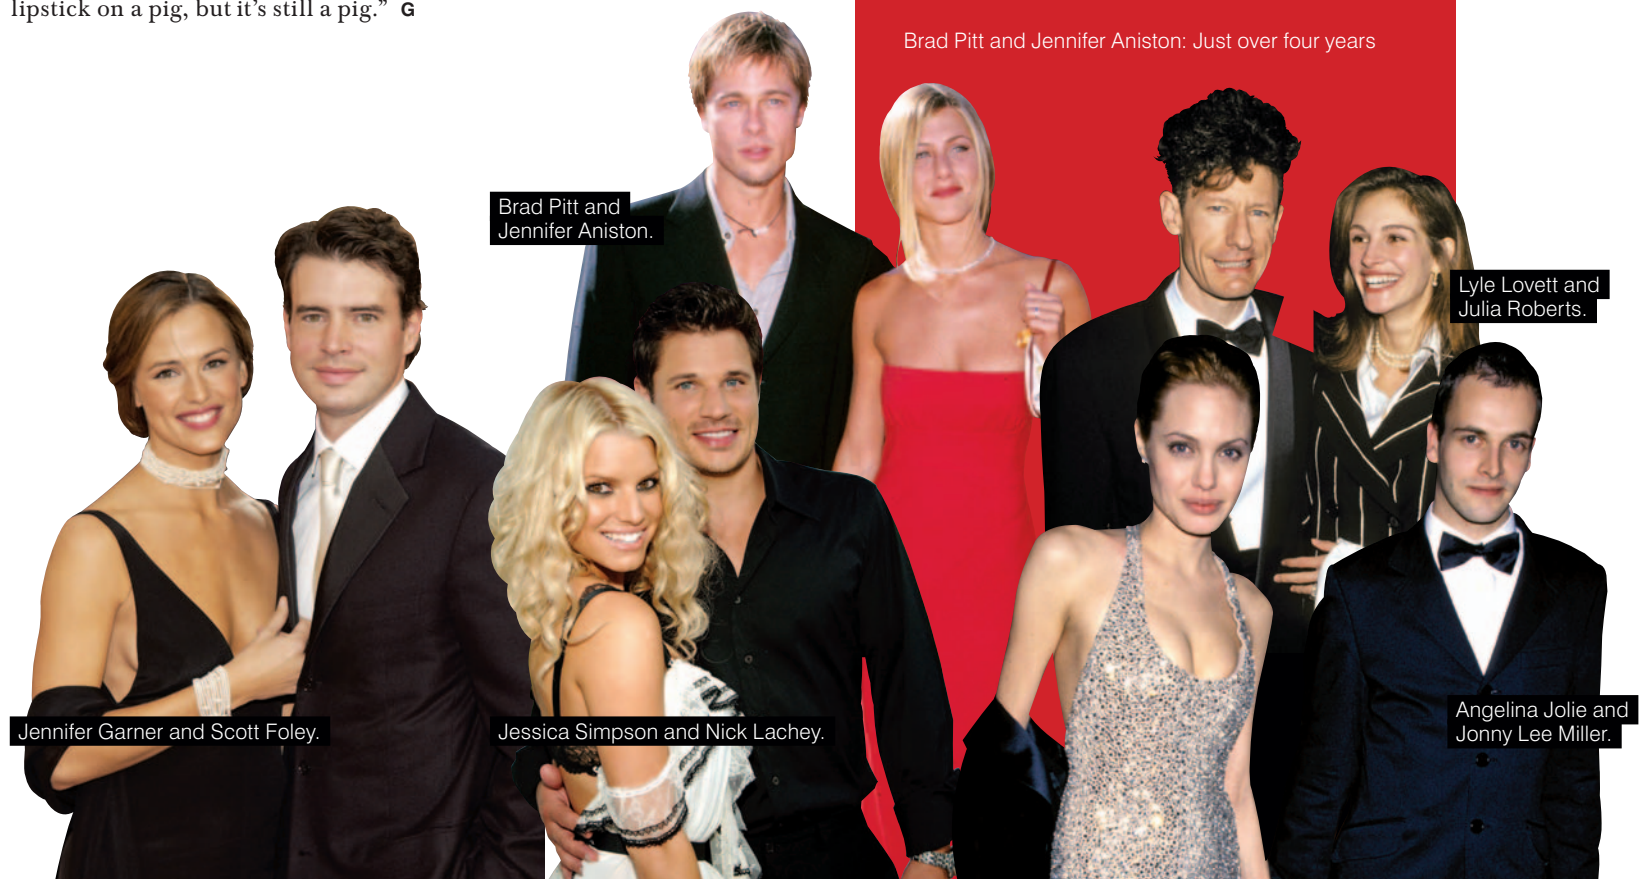 lipstick on a pig, but it’s still a pig.” G
Brad Pitt and Jennifer Aniston: Just over four years
Brad Pitt and
Jennifer Aniston.
Lyle Lovett and
Julia Roberts.
Jennifer Garner and Scott Foley.
Jessica Simpson and Nick Lachey.
Angelina Jolie and
Jonny Lee Miller.